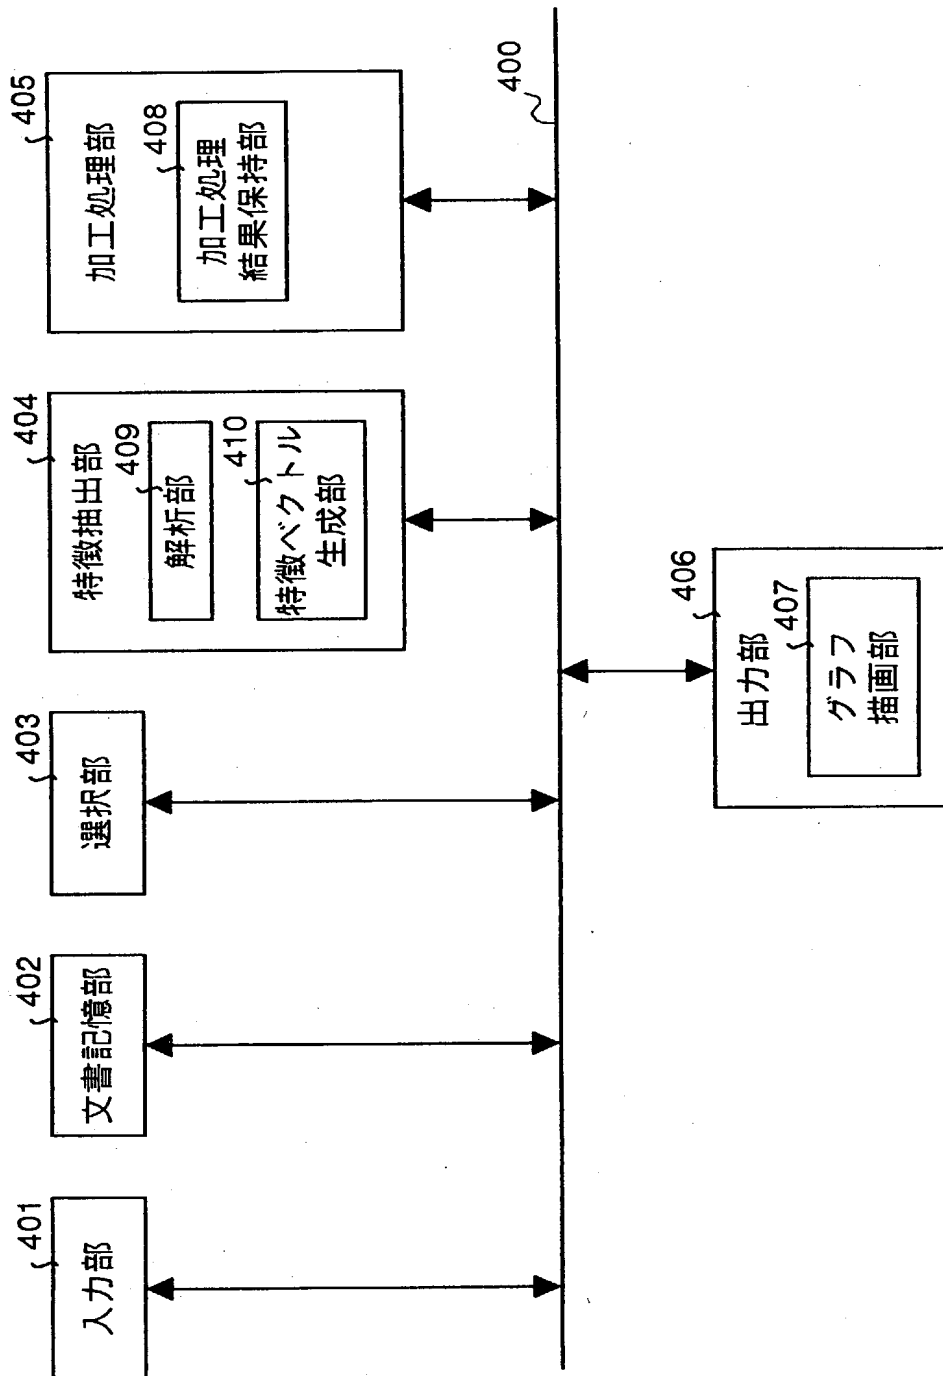 401
入力部
402
文書記憶部
403
選択部
404
特徴抽出部
409
解析部
410
特徴ベクトル
生成部
405
加工処理部
408
加工処理
結果保持部
400
406
出力部
407
グラフ
描画部